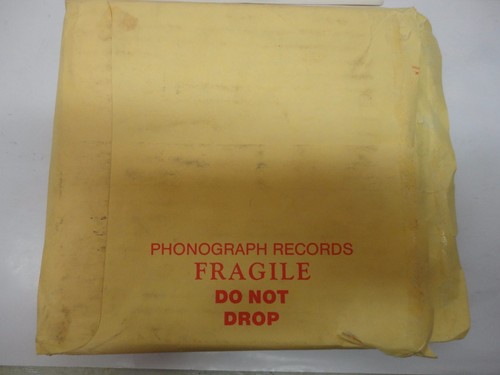 PHONOGRAPH RECORDS
FRAGILE
DO NOT
DROP